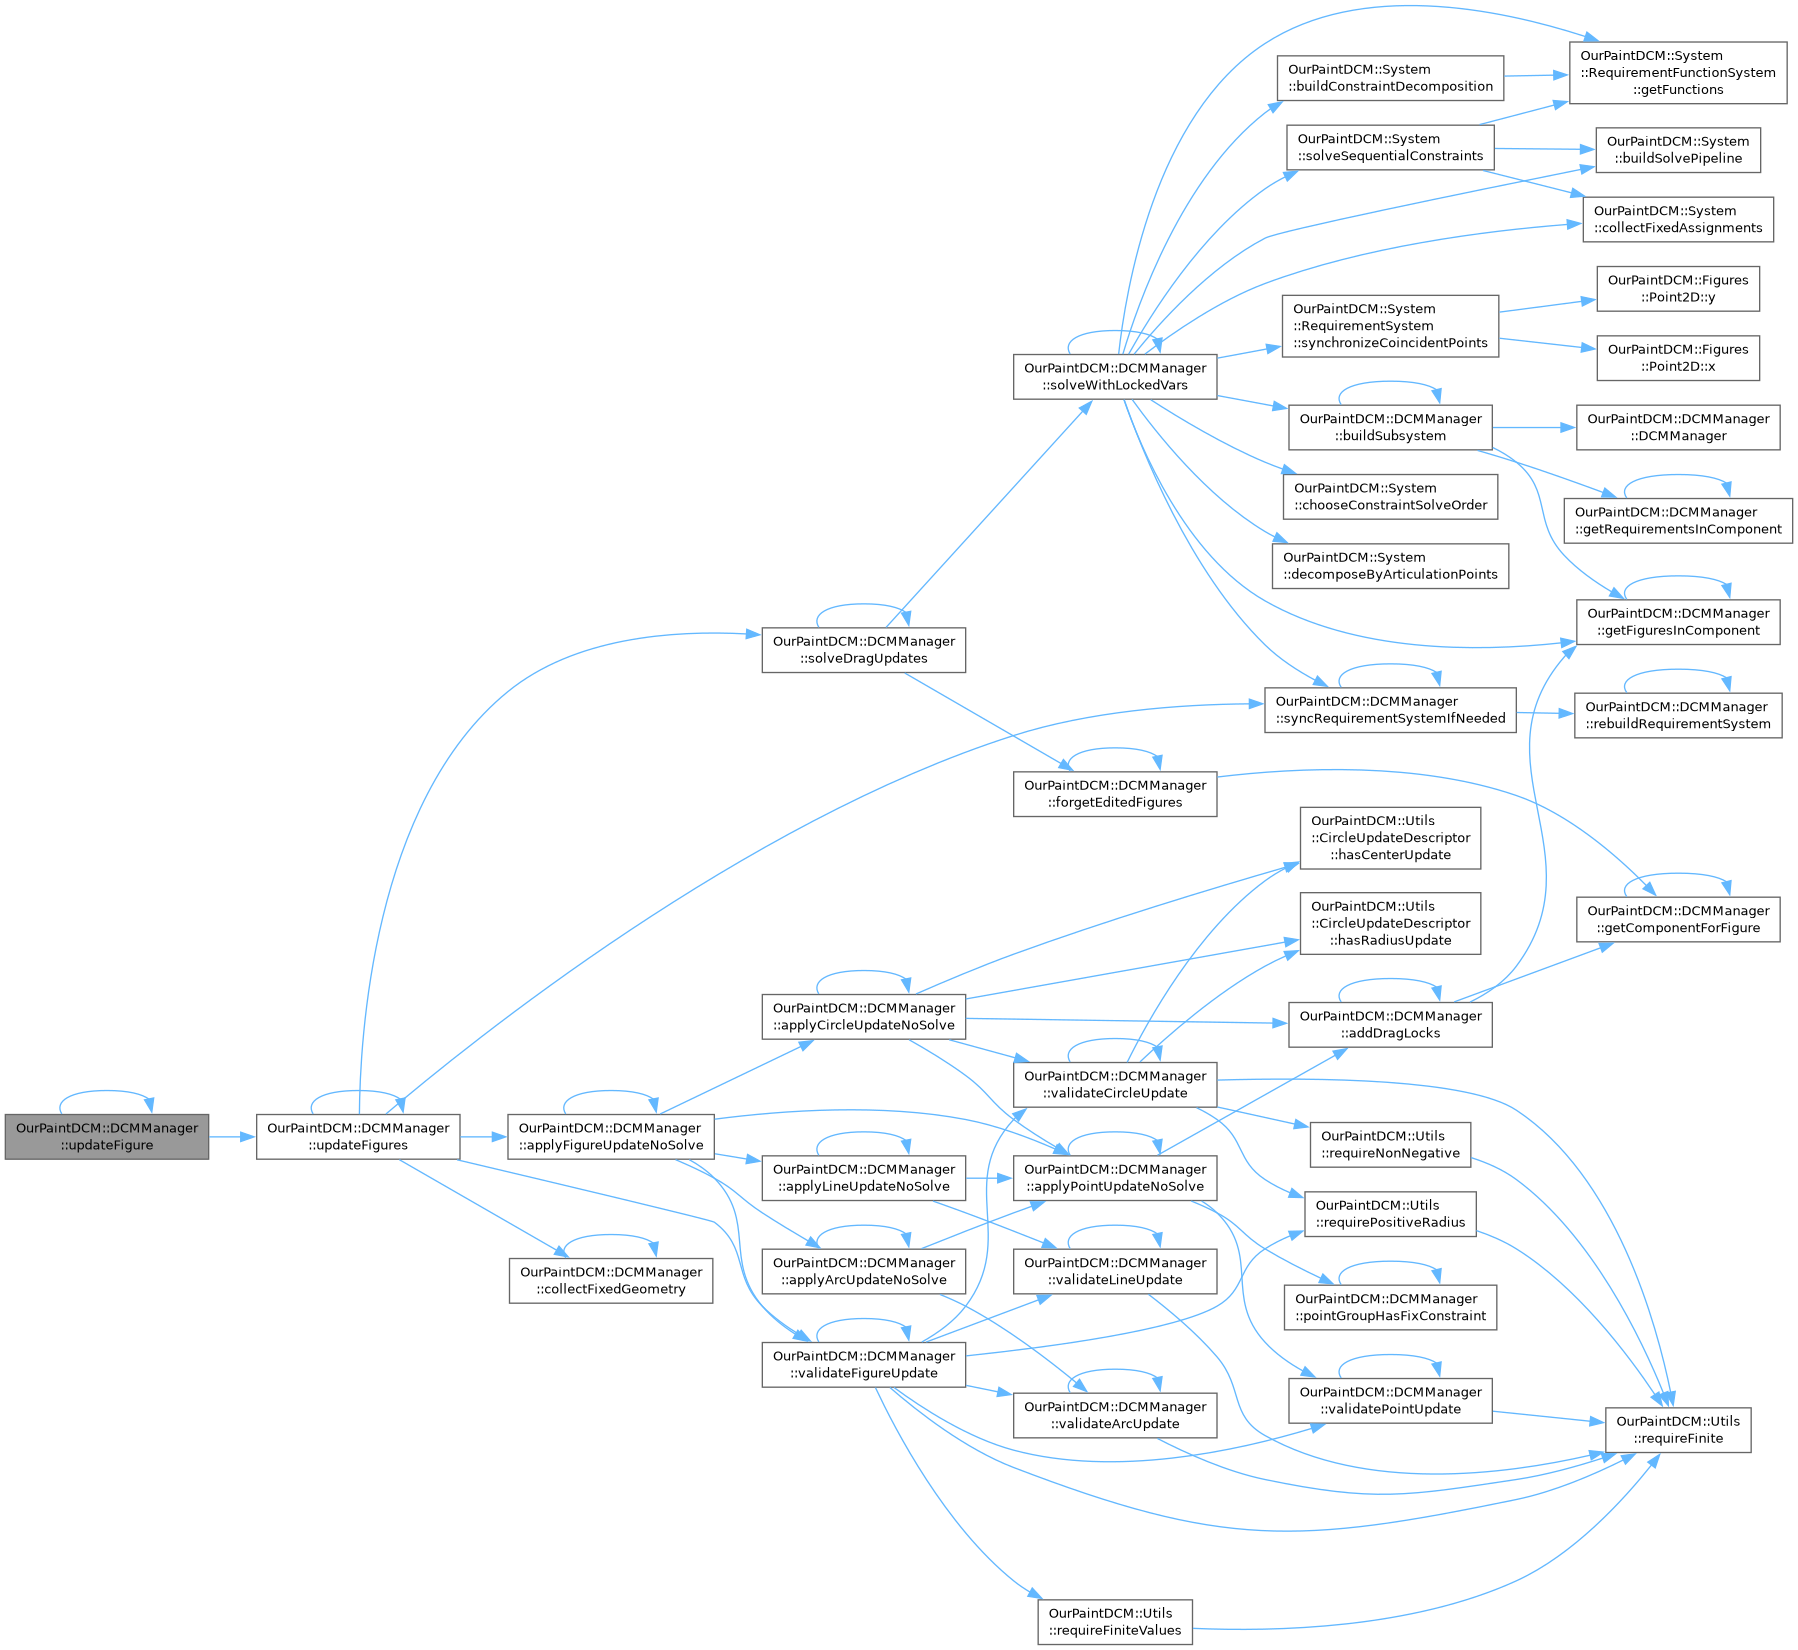 OurPaintDCM::System
::RequirementFunctionSystem
::getFunctions
OurPaintDCM::System
::buildConstraintDecomposition
OurPaintDCM::System
::solveSequentialConstraints
OurPaintDCM::System
::buildSolvePipeline
OurPaintDCM::System
::collectFixedAssignments
OurPaintDCM::Figures
::Point2D::y
OurPaintDCM::System
::RequirementSystem
::synchronizeCoincidentPoints
OurPaintDCM::Figures
::Point2D::x
OurPaintDCM::DCMManager
::solveWithLockedVars
OurPaintDCM::DCMManager
::buildSubsystem
OurPaintDCM::DCMManager
::DCMManager
OurPaintDCM::System
::chooseConstraintSolveOrder
OurPaintDCM::DCMManager
::getRequirementsInComponent
OurPaintDCM::System
::decomposeByArticulationPoints
OurPaintDCM::DCMManager
::getFiguresInComponent
OurPaintDCM::DCMManager
::solveDragUpdates
OurPaintDCM::DCMManager
::syncRequirementSystemIfNeeded
OurPaintDCM::DCMManager
::rebuildRequirementSystem
OurPaintDCM::DCMManager
::forgetEditedFigures
OurPaintDCM::Utils
::CircleUpdateDescriptor
::hasCenterUpdate
OurPaintDCM::Utils
::CircleUpdateDescriptor
::hasRadiusUpdate
OurPaintDCM::DCMManager
::getComponentForFigure
OurPaintDCM::DCMManager
::applyCircleUpdateNoSolve
OurPaintDCM::DCMManager
::addDragLocks
OurPaintDCM::DCMManager
::validateCircleUpdate
OurPaintDCM::DCMManager
::updateFigure
OurPaintDCM::DCMManager
::updateFigures
OurPaintDCM::DCMManager
::applyFigureUpdateNoSolve
OurPaintDCM::Utils
::requireNonNegative
OurPaintDCM::DCMManager
::applyLineUpdateNoSolve
OurPaintDCM::DCMManager
::applyPointUpdateNoSolve
OurPaintDCM::Utils
::requirePositiveRadius
OurPaintDCM::DCMManager
::applyArcUpdateNoSolve
OurPaintDCM::DCMManager
::validateLineUpdate
OurPaintDCM::DCMManager
::collectFixedGeometry
OurPaintDCM::DCMManager
::pointGroupHasFixConstraint
OurPaintDCM::DCMManager
::validateFigureUpdate
OurPaintDCM::DCMManager
::validatePointUpdate
OurPaintDCM::DCMManager
::validateArcUpdate
OurPaintDCM::Utils
::requireFinite
OurPaintDCM::Utils
::requireFiniteValues